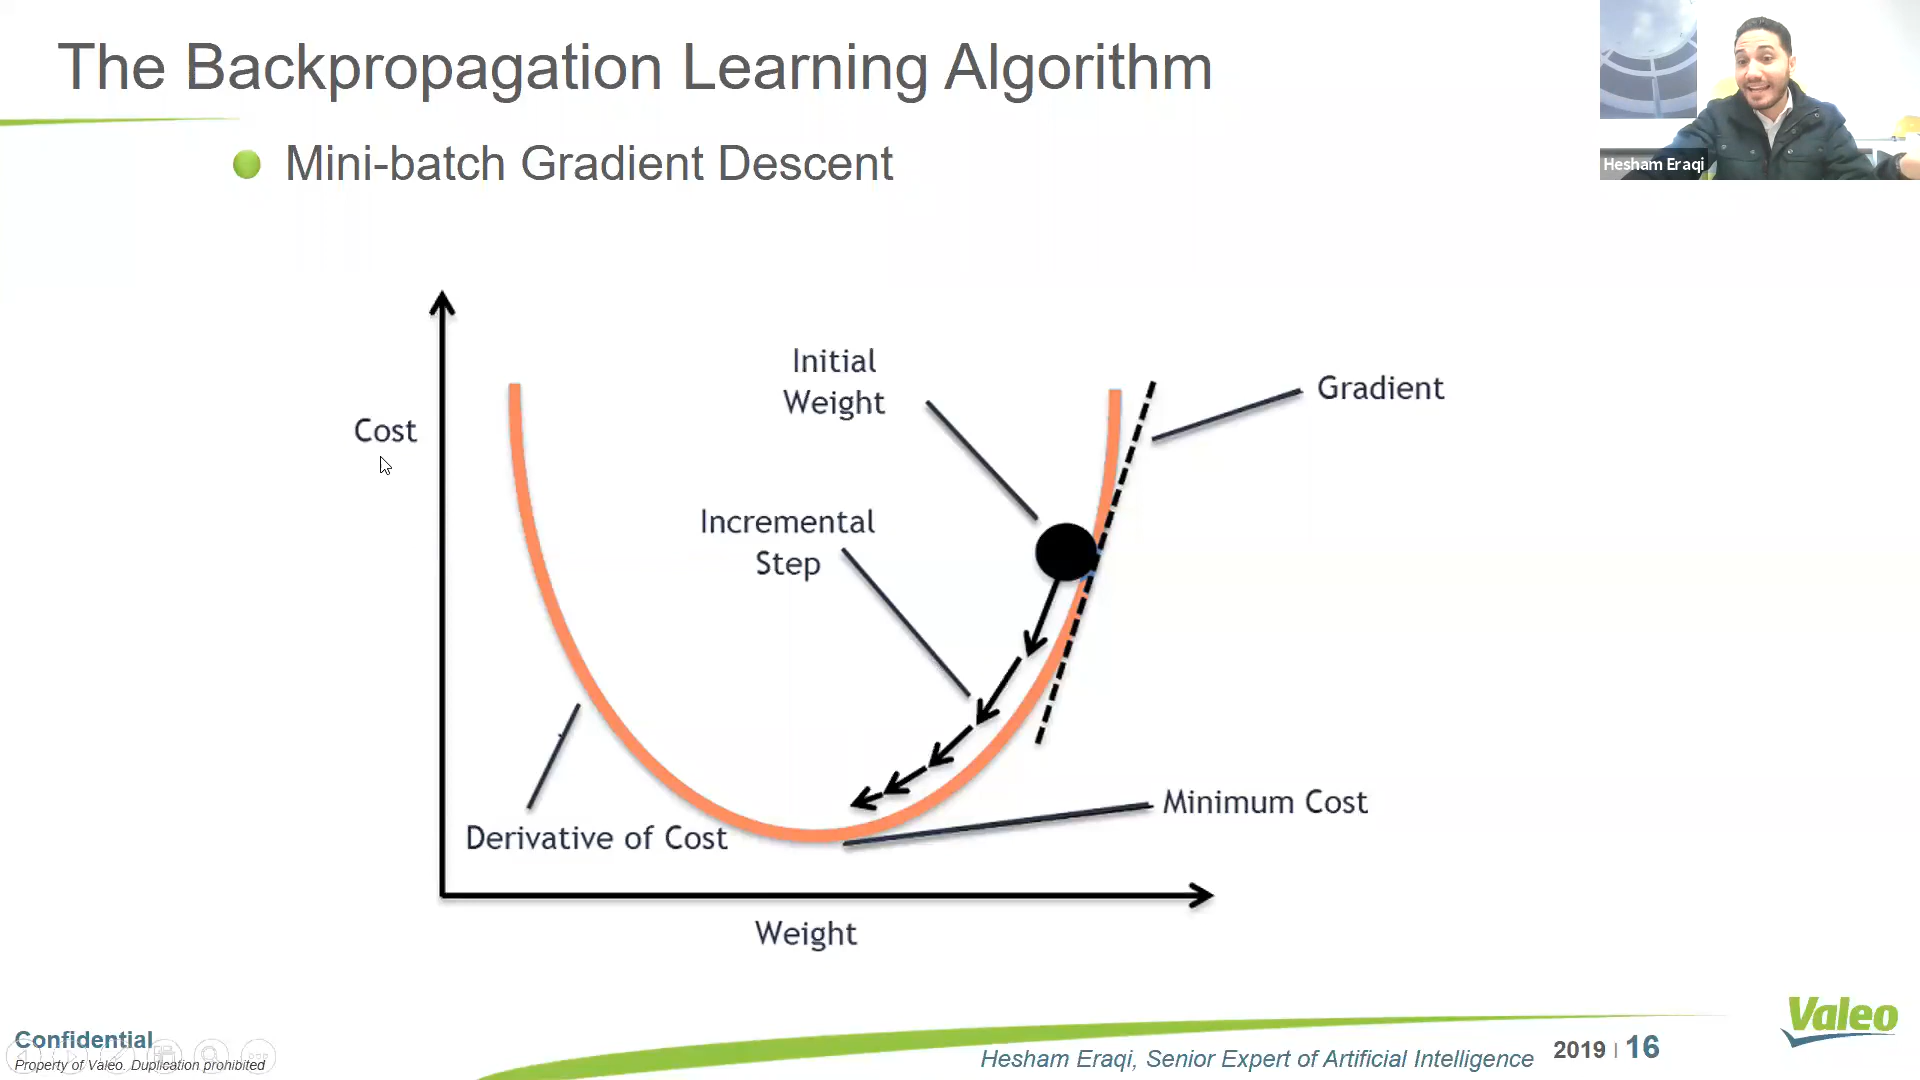 The Backpropagation Learning Algorithm
Hesham Eraqi
Mini-batch Gradient Descent
Initial
Weight
Gradient
Cost
Incremental
Step
Minimum Cost
Derivative of Cost
Weight
Valeo
Confidential
Property of Valeo. Duplication prohibited
Hesham Eraqi, Senior Expert of Artificial Intelligence
2019 | 16